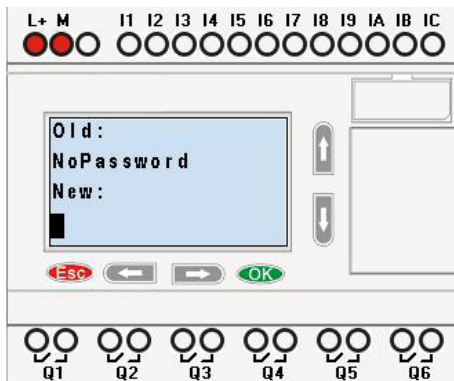 L+ M I1 I2 I3 I4 I5 I6 I7 I8 I9 IA IB IC
Old:
NoPassword
New:
Esc OK
Q1 Q2 Q3 Q4 Q5 Q6